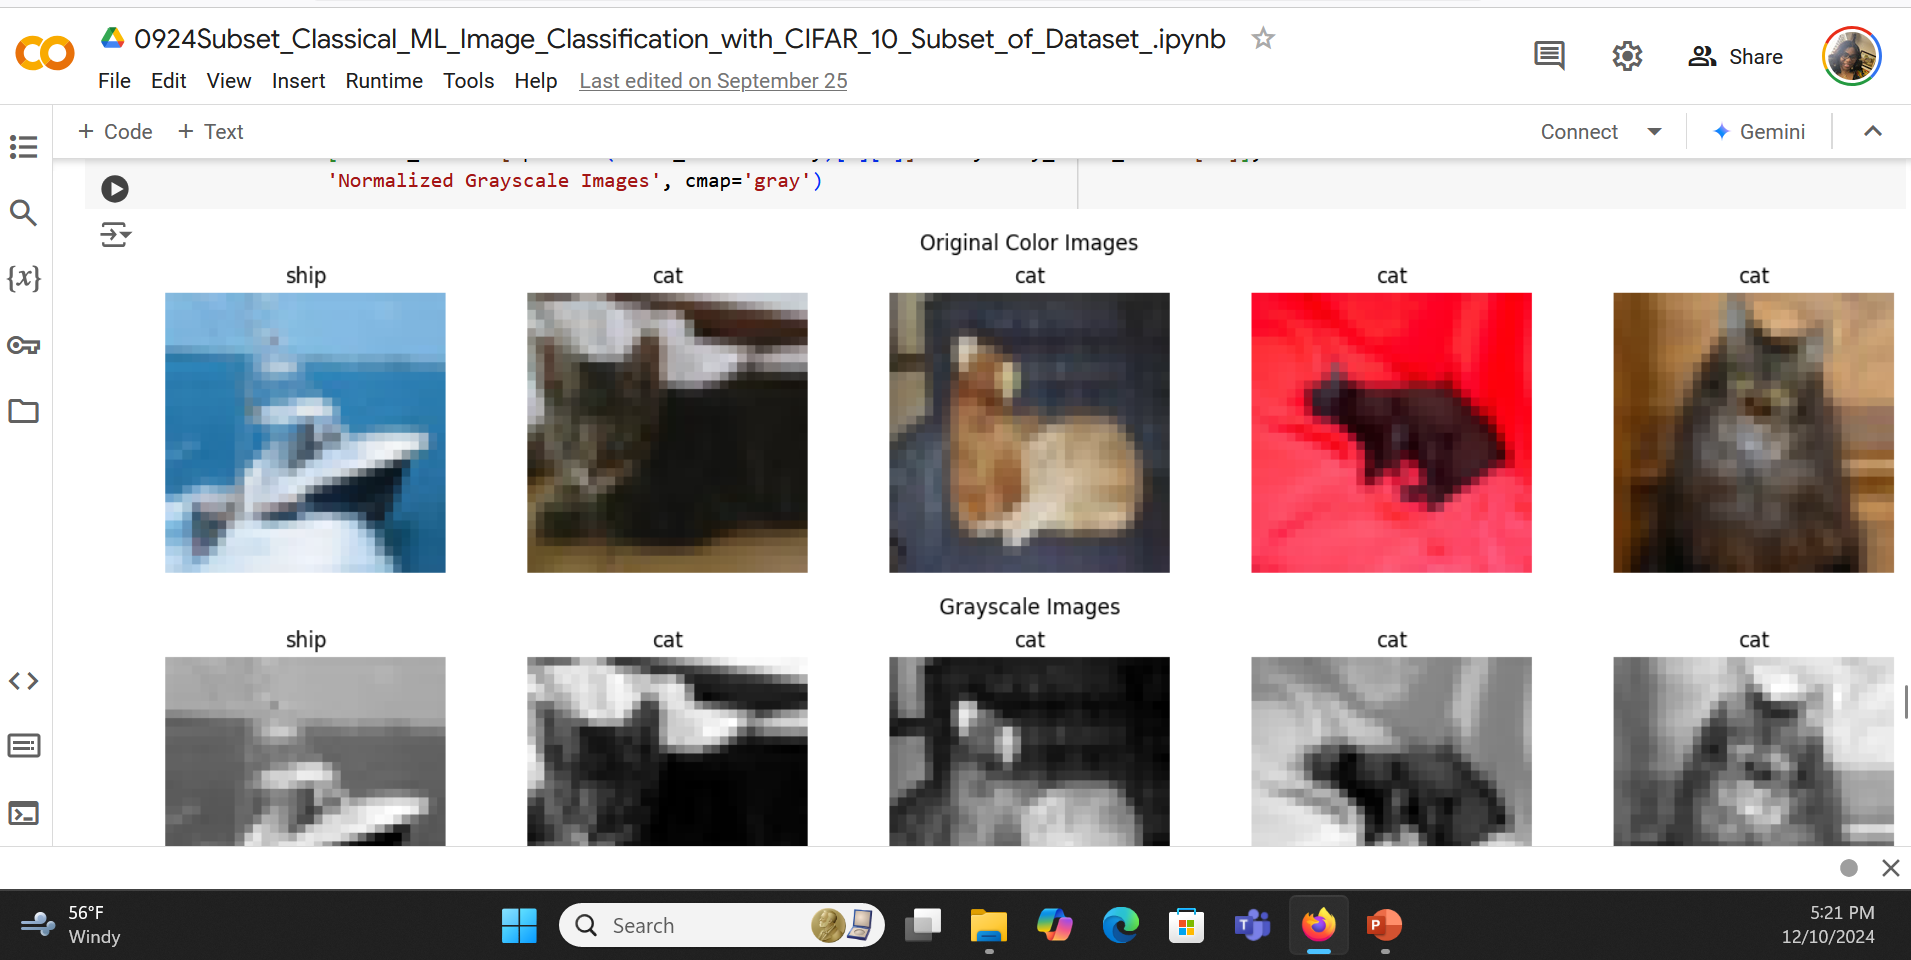 0924Subset_Classical_ML_Image_Classification_with_CIFAR_10_Subset_of_Dataset_.ipynb
File Edit View Insert Runtime Tools Help Last edited on September 25
Share
+ Code + Text
Connect
Gemini
'Normalized Grayscale Images', cmap='gray')
{x}
Original Color Images
ship cat cat cat cat
Grayscale Images
ship cat cat cat cat
56°F
Windy
Search
5:21 PM
12/10/2024